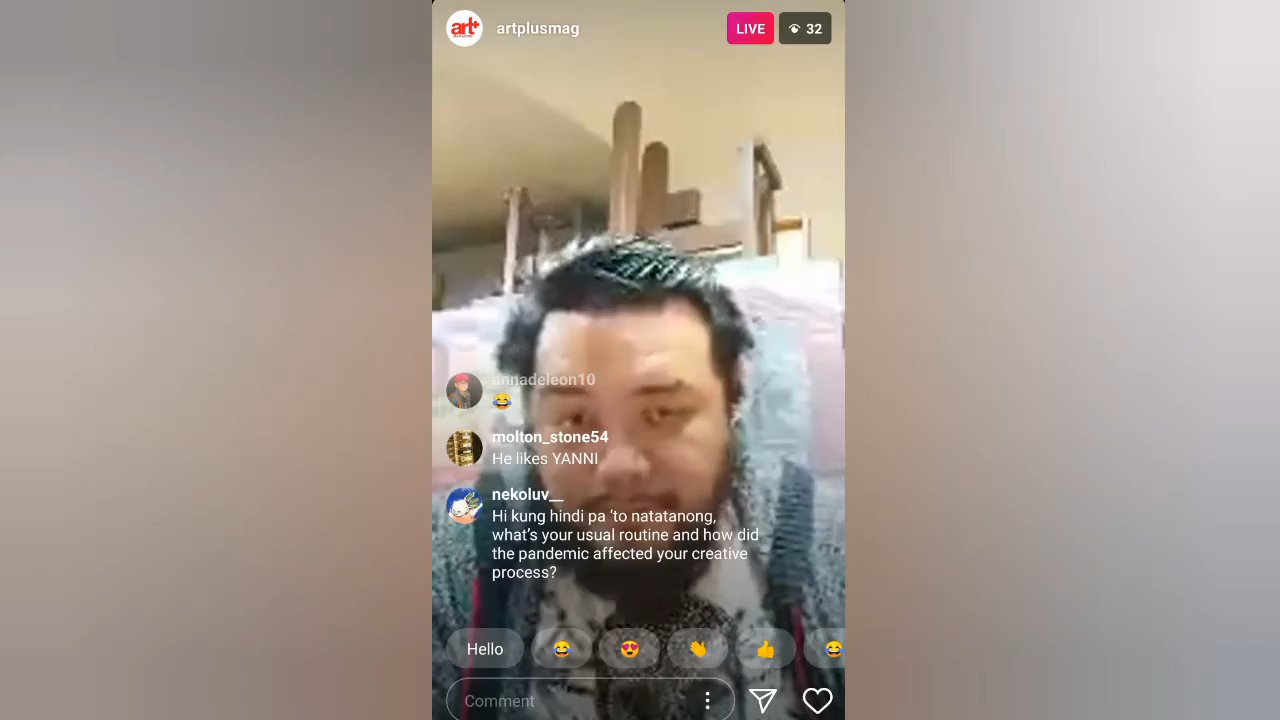 art+
artplusmag
LIVE
32
annadeleon10
😂
molton_stone54
He likes YANNI
nekoluv__
Hi kung hindi pa ‘to natatanong,
what’s your usual routine and how did
the pandemic affected your creative
process?
Hello
Comment